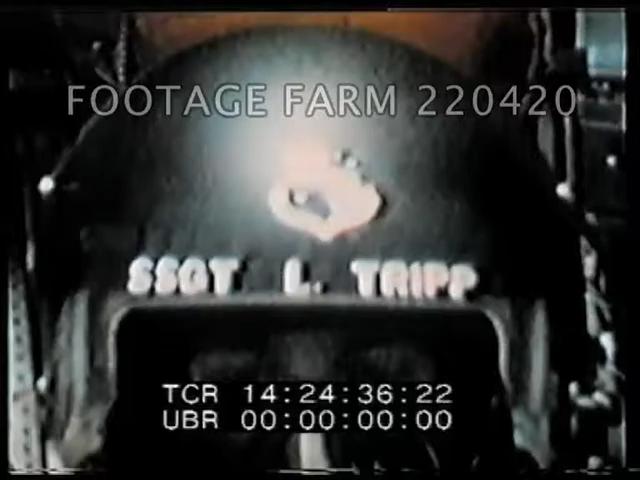 FOOTAGE FARM 220420
SSGT L. TRIPP
TCR 14:24:36:22
UBR 00:00:00:00